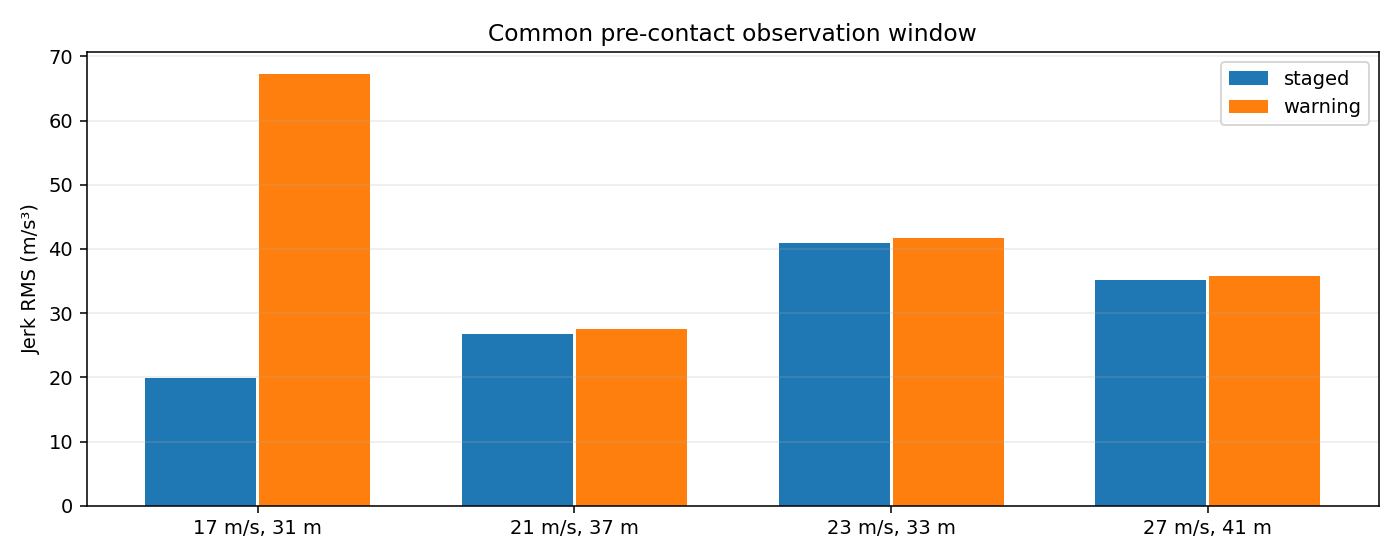 Common pre-contact observation window
staged
warning
Jerk RMS (m/s³)
70
60
50
40
30
20
10
0
17 m/s, 31 m
21 m/s, 37 m
23 m/s, 33 m
27 m/s, 41 m